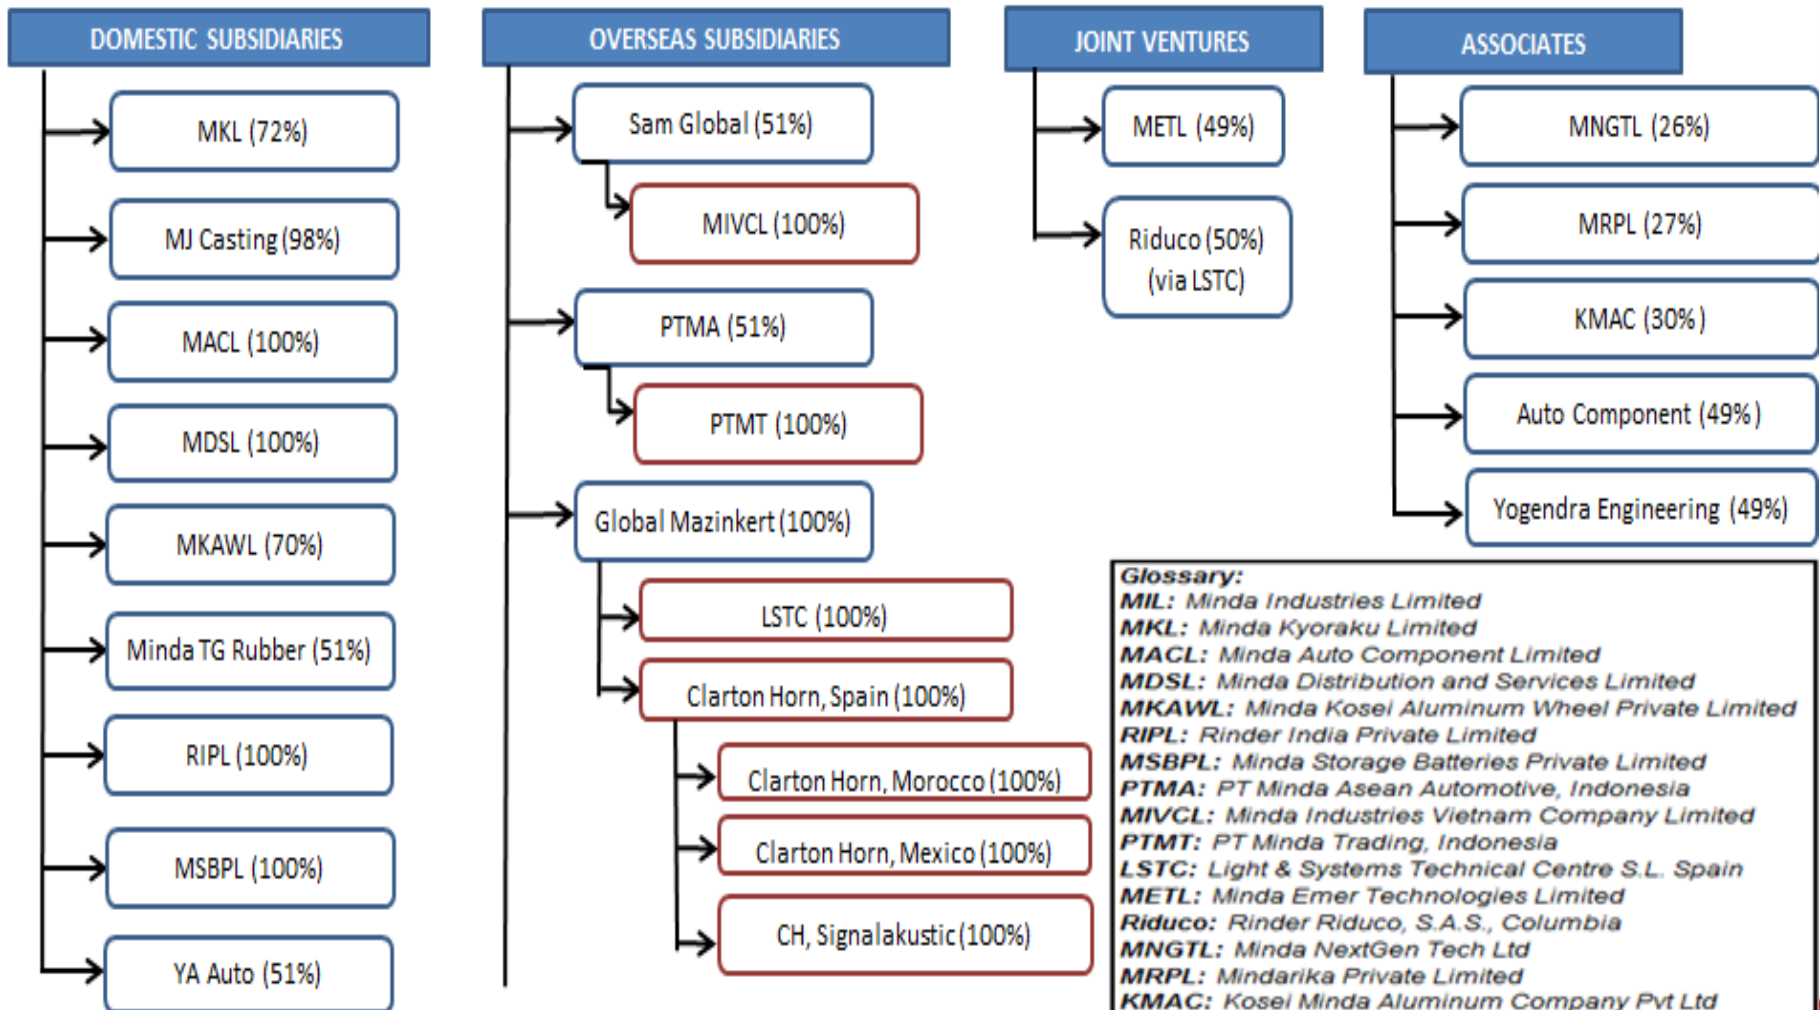 DOMESTIC SUBSIDIARIES
MKL (72%)
MJ Casting (98%)
MACL (100%)
MDSL (100%)
MKAWL (70%)
Minda TG Rubber (51%)
RIPL (100%)
MSBPL (100%)
YA Auto (51%)
OVERSEAS SUBSIDIARIES
Sam Global (51%)
MIVCL (100%)
PTMA (51%)
PTMT (100%)
Global Mazinkert (100%)
LSTC (100%)
Clarton Horn, Spain (100%)
Clarton Horn, Morocco (100%)
Clarton Horn, Mexico (100%)
CH, Signalakustic (100%)
JOINT VENTURES
METL (49%)
Riduco (50%)
(via LSTC)
ASSOCIATES
MNGTL (26%)
MRPL (27%)
KMAC (30%)
Auto Component (49%)
Yogendra Engineering (49%)
Glossary:
MIL: Minda Industries Limited
MKL: Minda Kyoraku Limited
MACL: Minda Auto Component Limited
MDSL: Minda Distribution and Services Limited
MKAWL: Minda Kosei Aluminum Wheel Private Limited
RIPL: Rinder India Private Limited
MSBPL: Minda Storage Batteries Private Limited
PTMA: PT Minda Asean Automotive, Indonesia
MIVCL: Minda Industries Vietnam Company Limited
PTMT: PT Minda Trading, Indonesia
LSTC: Light & Systems Technical Centre S.L. Spain
METL: Minda Emer Technologies Limited
Riduco: Rinder Riduco, S.A.S., Columbia
MNGTL: Minda NextGen Tech Ltd
MRPL: Mindarika Private Limited
KMAC: Kosei Minda Aluminum Company Pvt Ltd